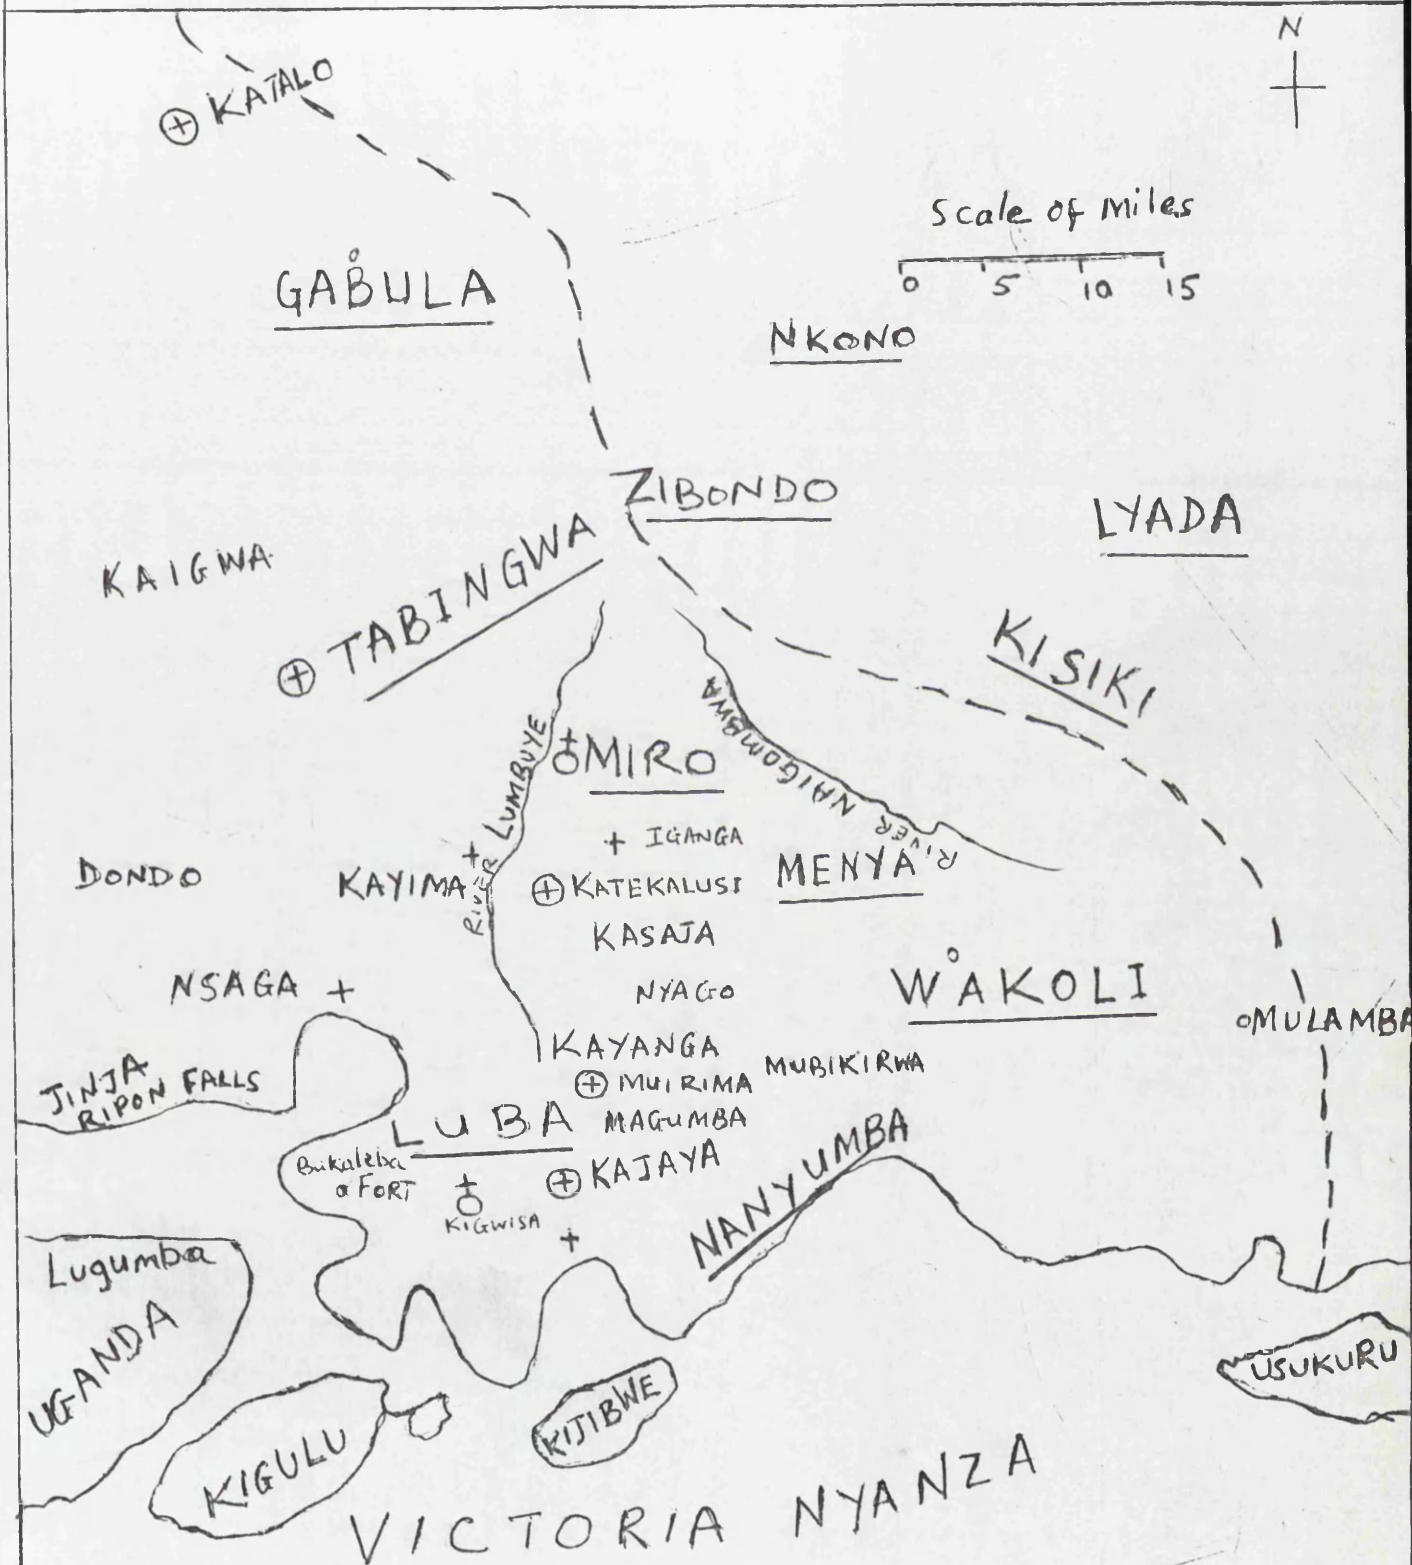 N
KATALO
Scale of Miles
0 5 10 15
GABULA
NKONO
ZIBONDO
LYADA
TABINGWA
KAIGWA
KISIKI
RIVER LUMBUYE
RIVER NAIGOMBWA
MIRO
IGANGA
MENYA
DONDO
KAYIMA
KATEKALUSI
KASAJA
NSAGA
NYAGO
WAKOLI
MULAMBA
KAYANGA
MUBIKIRWA
JINJA
RIPON FALLS
MUIRIMA
LUBA
MAGUMBA
NANYUMBA
Bukaleba
FORT
KAJAYA
KIGWISA
Lugumba
UGANDA
USUKURU
KIJIBWE
KIGULU
VICTORIA NYANZA